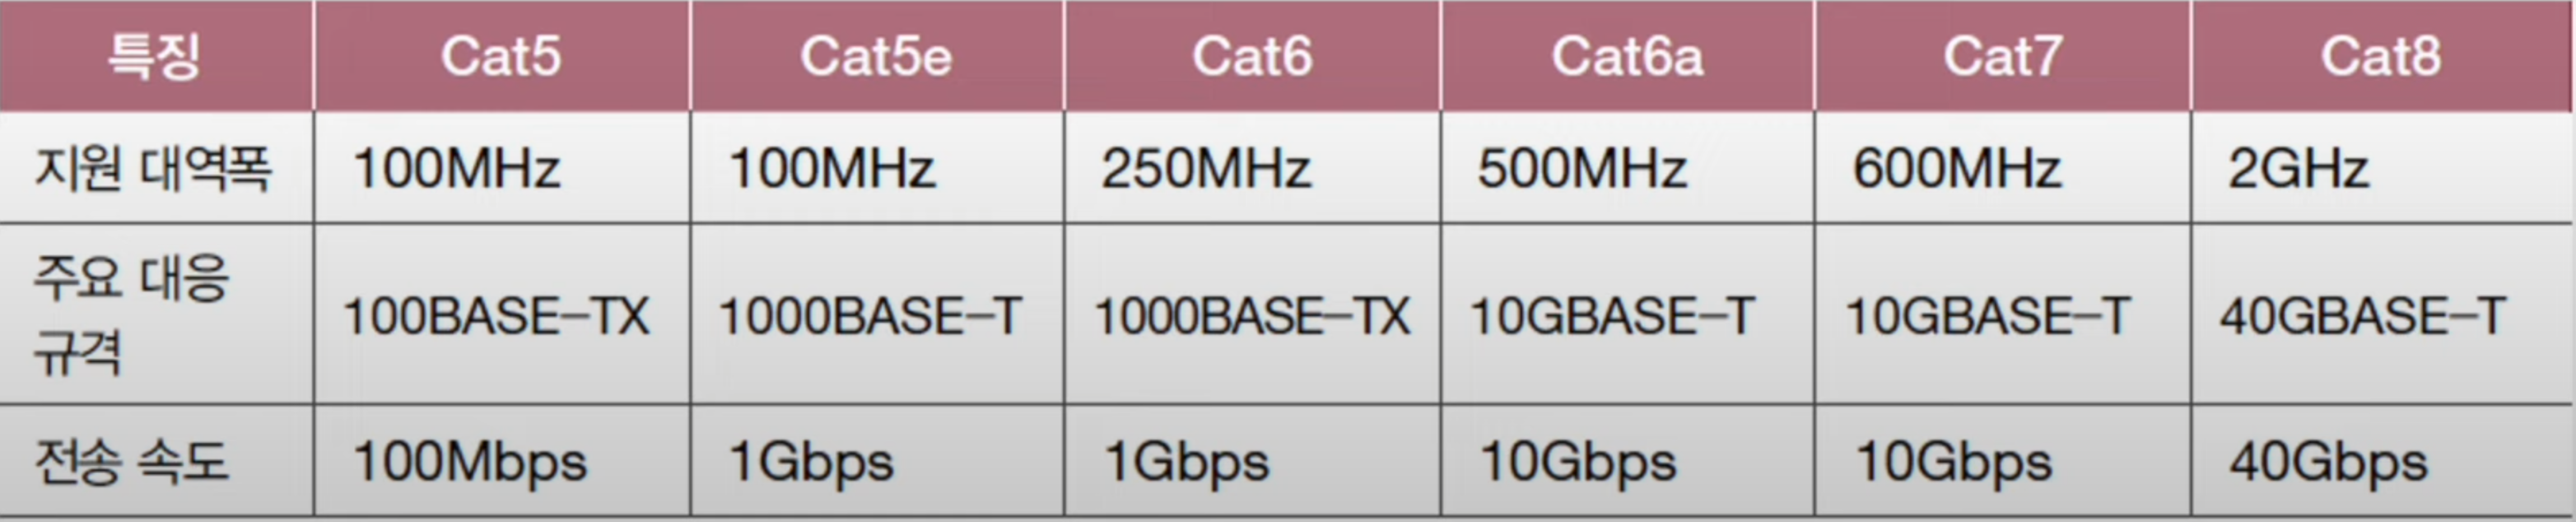 특징 Cat5 Cat5e Cat6 Cat6a Cat7 Cat8
지원 대역폭 100MHz 100MHz 250MHz 500MHz 600MHz 2GHz
주요 대응
규격 100BASE–TX 1000BASE–T 1000BASE–TX 10GBASE–T 10GBASE–T 40GBASE–T
전송 속도 100Mbps 1Gbps 1Gbps 10Gbps 10Gbps 40Gbps